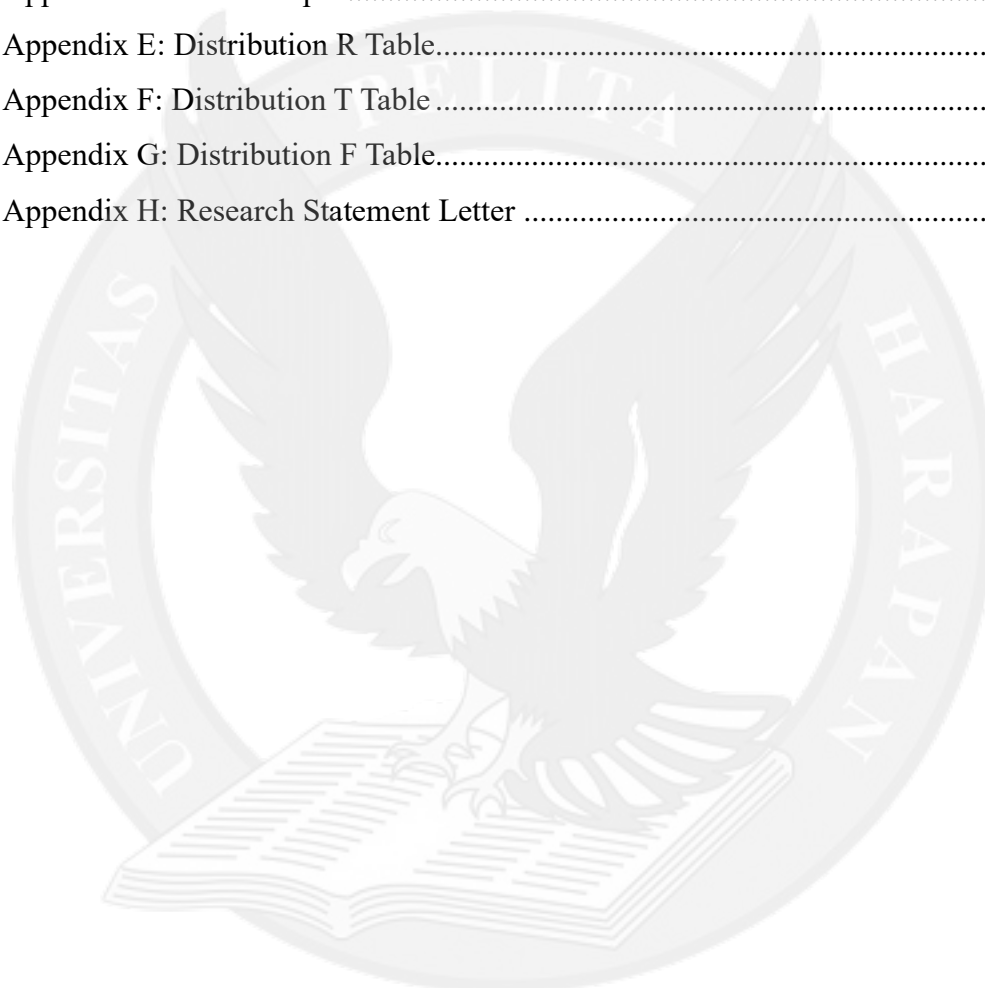 Appendix E: Distribution R Table................................................................................
Appendix F: Distribution T Table ................................................................................
Appendix G: Distribution F Table................................................................................
Appendix H: Research Statement Letter ....................................................................
UNIVERSITAS PELITA HARAPAN